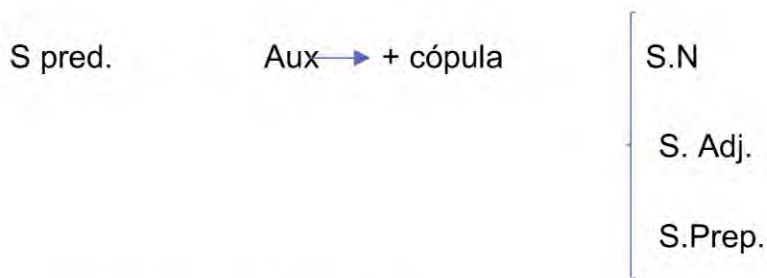 S pred. Aux → + cópula S.N
S. Adj.
S.Prep.